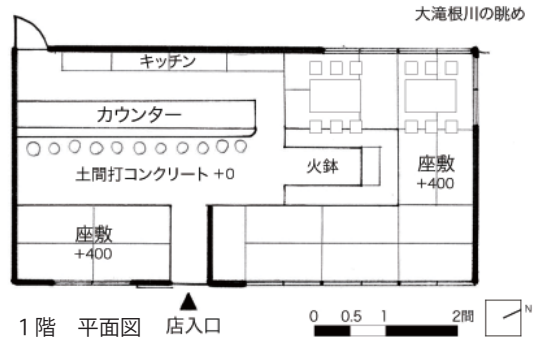 大滝根川の眺め
キッチン
カウンター
土間打コンクリート +0
火鉢
座敷
+400
座敷
+400
1階　平面図
店入口
0 0.5 1 2間
N